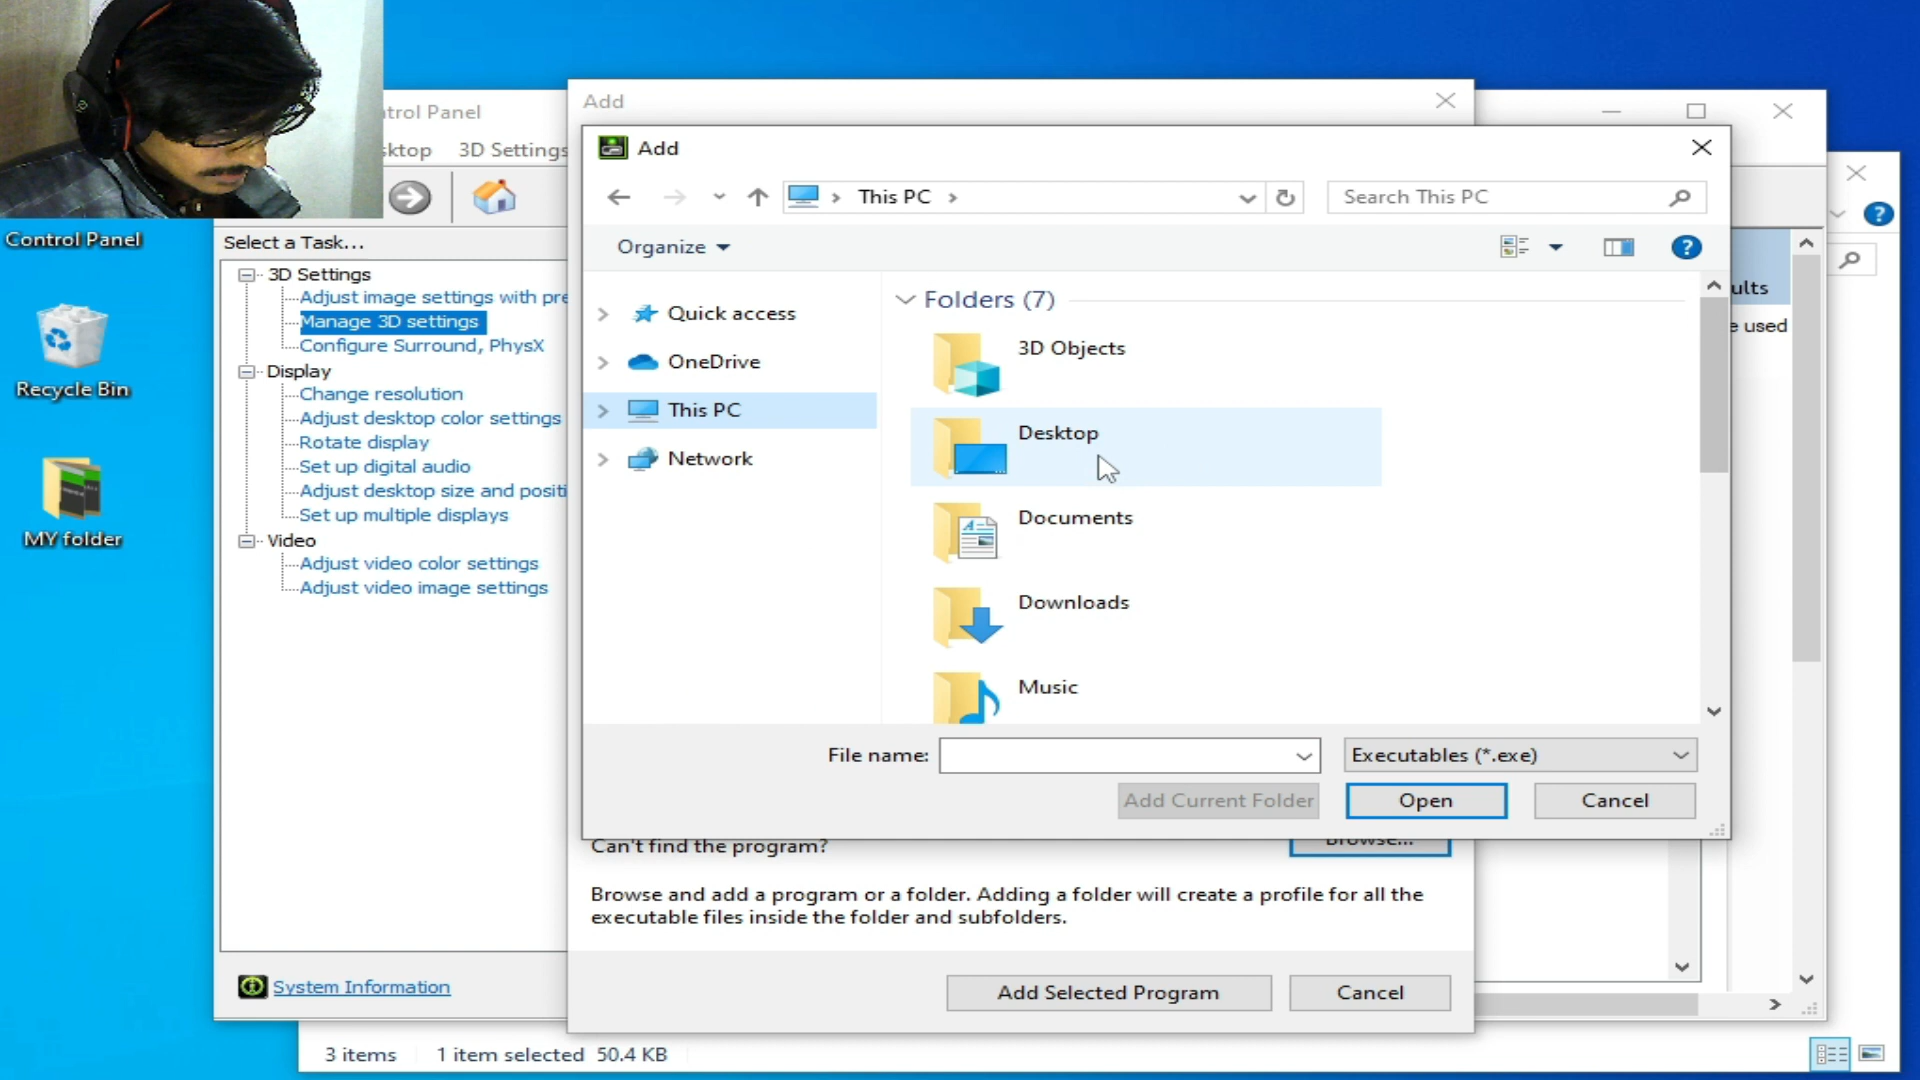 Add
trol Panel
Add
sktop
3D Settings
This PC
Search This PC
Control Panel
Organize
Select a Task...
3D Settings
Adjust image settings with pre
Manage 3D settings
Configure Surround, PhysX
Display
Change resolution
Adjust desktop color settings
Rotate display
Set up digital audio
Adjust desktop size and positi
Set up multiple displays
Video
Adjust video color settings
Adjust video image settings
System Information
Recycle Bin
MY folder
Quick access
OneDrive
This PC
Network
Folders (7)
3D Objects
Desktop
Documents
Downloads
Music
ults
e used
File name:
Executables (*.exe)
Add Current Folder
Open
Cancel
Can't find the program?
Browse...
Browse and add a program or a folder. Adding a folder will create a profile for all the
executable files inside the folder and subfolders.
Add Selected Program
Cancel
3 items
1 item selected 50.4 KB